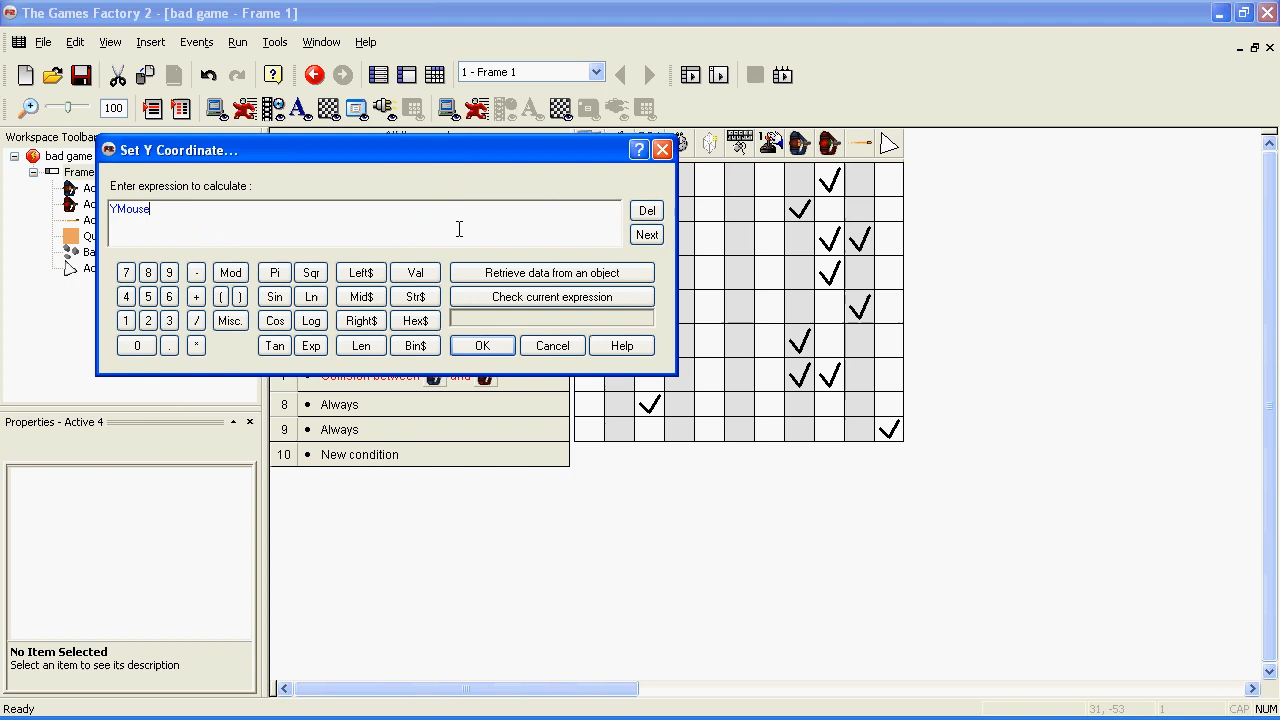 The Games Factory 2 - [bad game - Frame 1]
File Edit View Insert Events Run Tools Window Help
1 - Frame 1
100
Workspace Toolbar
bad game
Frame
Set Y Coordinate...
Enter expression to calculate :
YMouse
Del
Next
7 8 9 - Mod Pi Sqr Left$ Val Retrieve data from an object
4 5 6 + ( ) Sin Ln Mid$ Str$ Check current expression
1 2 3 / Misc. Cos Log Right$ Hex$
0 . * Tan Exp Len Bin$ OK Cancel Help
8 • Always
9 • Always
10 • New condition
Properties - Active 4
No Item Selected
Select an item to see its description
Ready 31, -53 1 CAP NUM